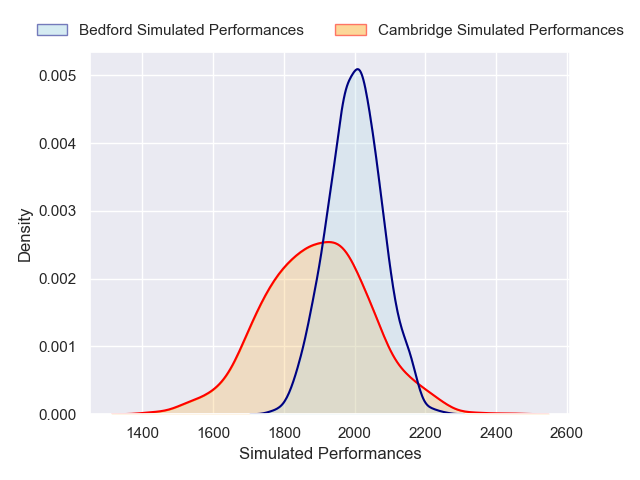 Bedford Simulated Performances Cambridge Simulated Performances
0.005
0.004
0.003
0.002
0.001
0.000
Density
1400 1600 1800 2000 2200 2400 2600
Simulated Performances